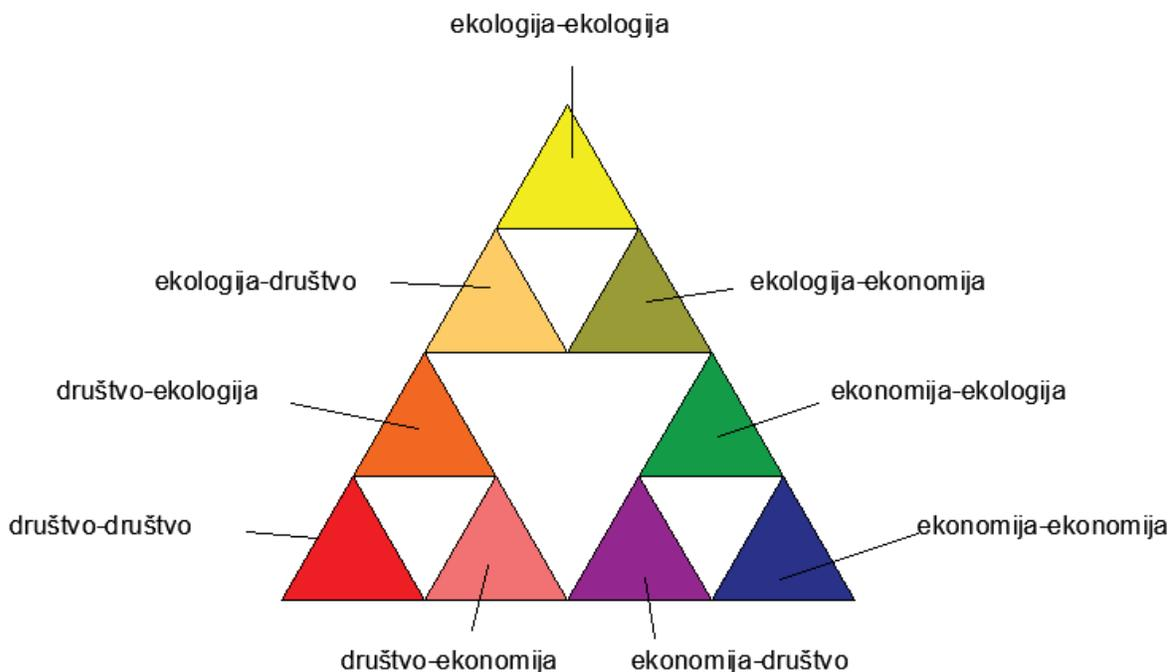 ekologija-ekologija
ekologija-društvo
ekologija-ekonomija
društvo-ekologija
ekonomija-ekologija
društvo-društvo
ekonomija-ekonomija
društvo-ekonomija
ekonomija-društvo